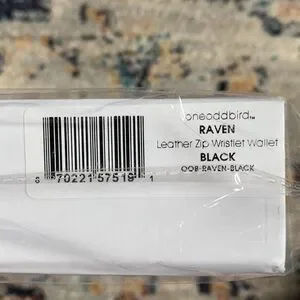 oneoddbird™
RAVEN
Leather Zip Wristlet Wallet
BLACK
OOB-RAVEN-BLACK
8 70221 57519 1